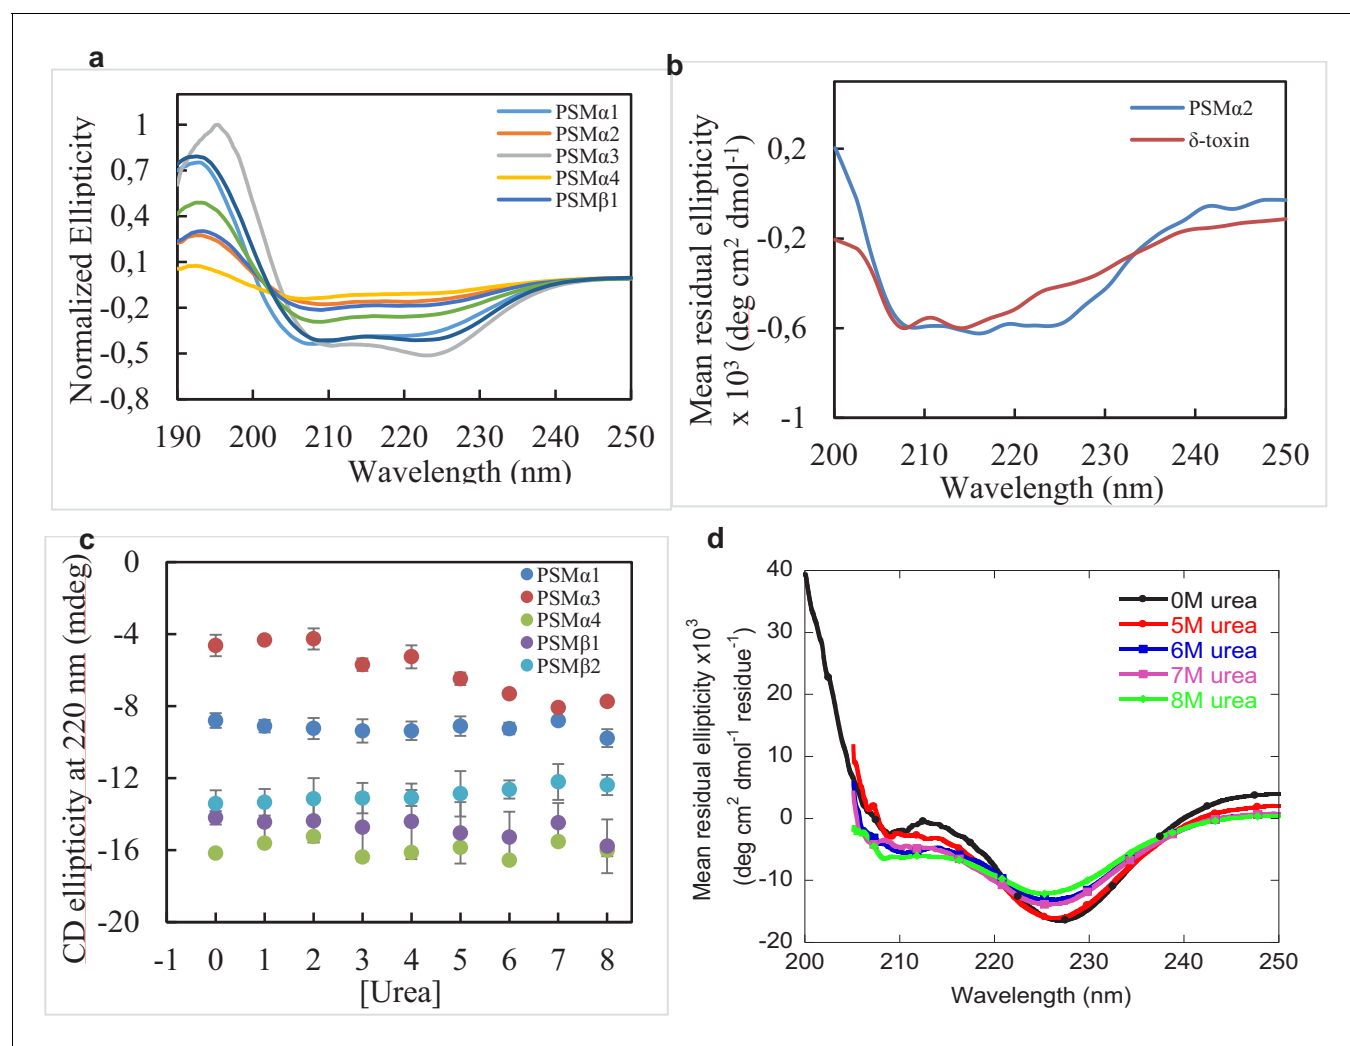 a
Normalized Ellipticity
1
0,7
0,4
0,1
-0,2
-0,5
-0,8
190 200 210 220 230 240 250
Wavelength (nm)
PSMα1
PSMα2
PSMα3
PSMα4
PSMβ1
b
Mean residual ellipticity
x 10³ (deg cm² dmol⁻¹)
0,2
-0,2
-0,6
-1
200 210 220 230 240 250
Wavelength (nm)
PSMα2
δ-toxin
c
CD ellipticity at 220 nm (mdeg)
0
-4
-8
-12
-16
-20
-1 0 1 2 3 4 5 6 7 8
[Urea]
PSMα1
PSMα3
PSMα4
PSMβ1
PSMβ2
d
Mean residual ellipticity x10³
(deg cm² dmol⁻¹ residue⁻¹)
40
30
20
10
0
-10
-20
200 210 220 230 240 250
Wavelength (nm)
0M urea
5M urea
6M urea
7M urea
8M urea